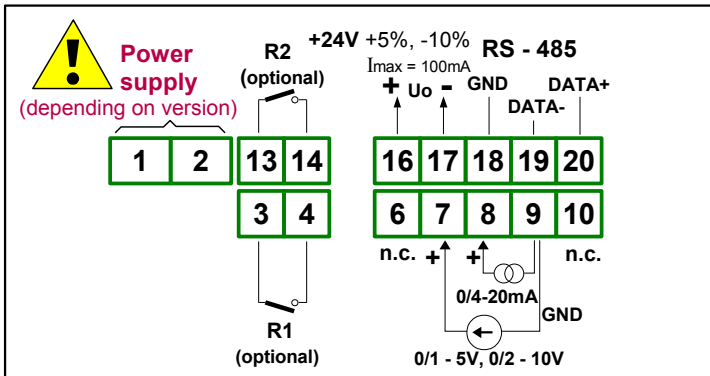 +24V +5%, -10%
Imax = 100mA
RS - 485
R2
(optional)
Power
supply
(depending on version)
+ Uo -
GND
DATA-
DATA+
1 2 13 14 16 17 18 19 20
3 4 6 7 8 9 10
n.c. + + n.c.
0/4-20mA
GND
R1
(optional)
0/1 - 5V, 0/2 - 10V
!